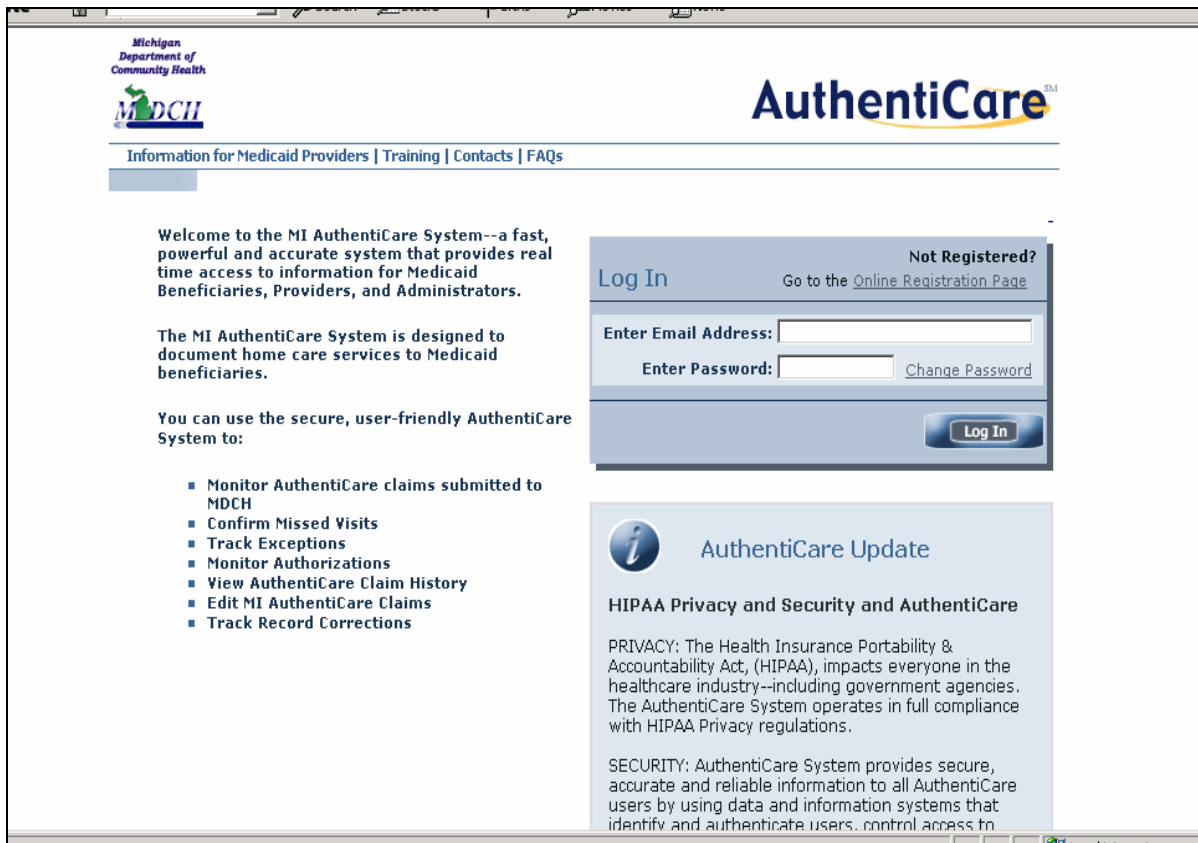 Michigan
Department of
Community Health
MDCH
AuthentiCare SM
Information for Medicaid Providers | Training | Contacts | FAQs
Welcome to the MI AuthentiCare System--a fast,
powerful and accurate system that provides real
time access to information for Medicaid
Beneficiaries, Providers, and Administrators.
The MI AuthentiCare System is designed to
document home care services to Medicaid
beneficiaries.
You can use the secure, user-friendly AuthentiCare
System to:
Monitor AuthentiCare claims submitted to
MDCH
Confirm Missed Visits
Track Exceptions
Monitor Authorizations
View AuthentiCare Claim History
Edit MI AuthentiCare Claims
Track Record Corrections
Not Registered?
Log In
Go to the Online Registration Page
Enter Email Address:
Enter Password:
Change Password
Log In
AuthentiCare Update
HIPAA Privacy and Security and AuthentiCare
PRIVACY: The Health Insurance Portability &
Accountability Act, (HIPAA), impacts everyone in the
healthcare industry--including government agencies.
The AuthentiCare System operates in full compliance
with HIPAA Privacy regulations.
SECURITY: AuthentiCare System provides secure,
accurate and reliable information to all AuthentiCare
users by using data and information systems that
identify and authenticate users, control access to